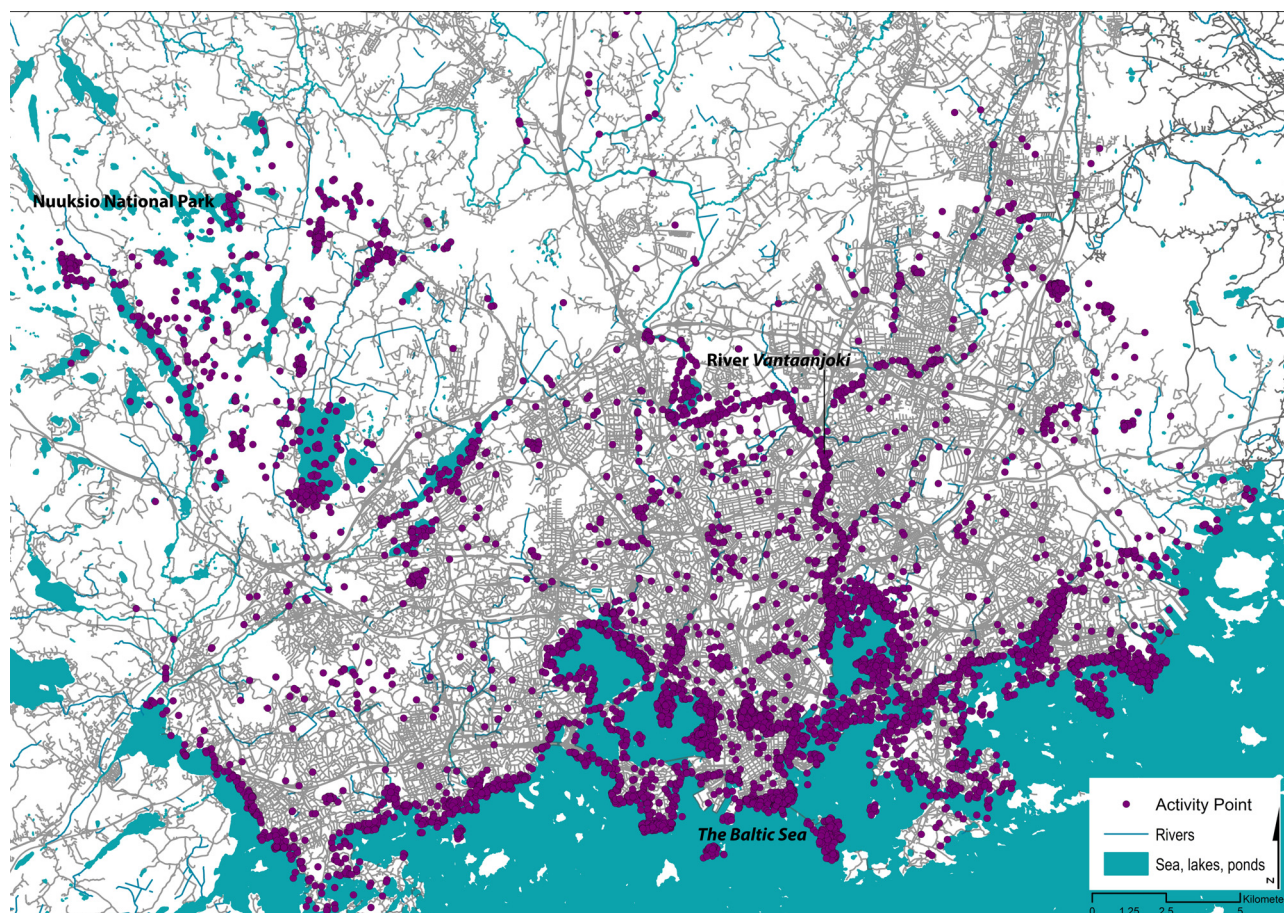 Nuuksio National Park
River Vantaanjoki
The Baltic Sea
Activity Point
Rivers
Sea, lakes, ponds
N
Kilomete
0 1.25 2.5 5